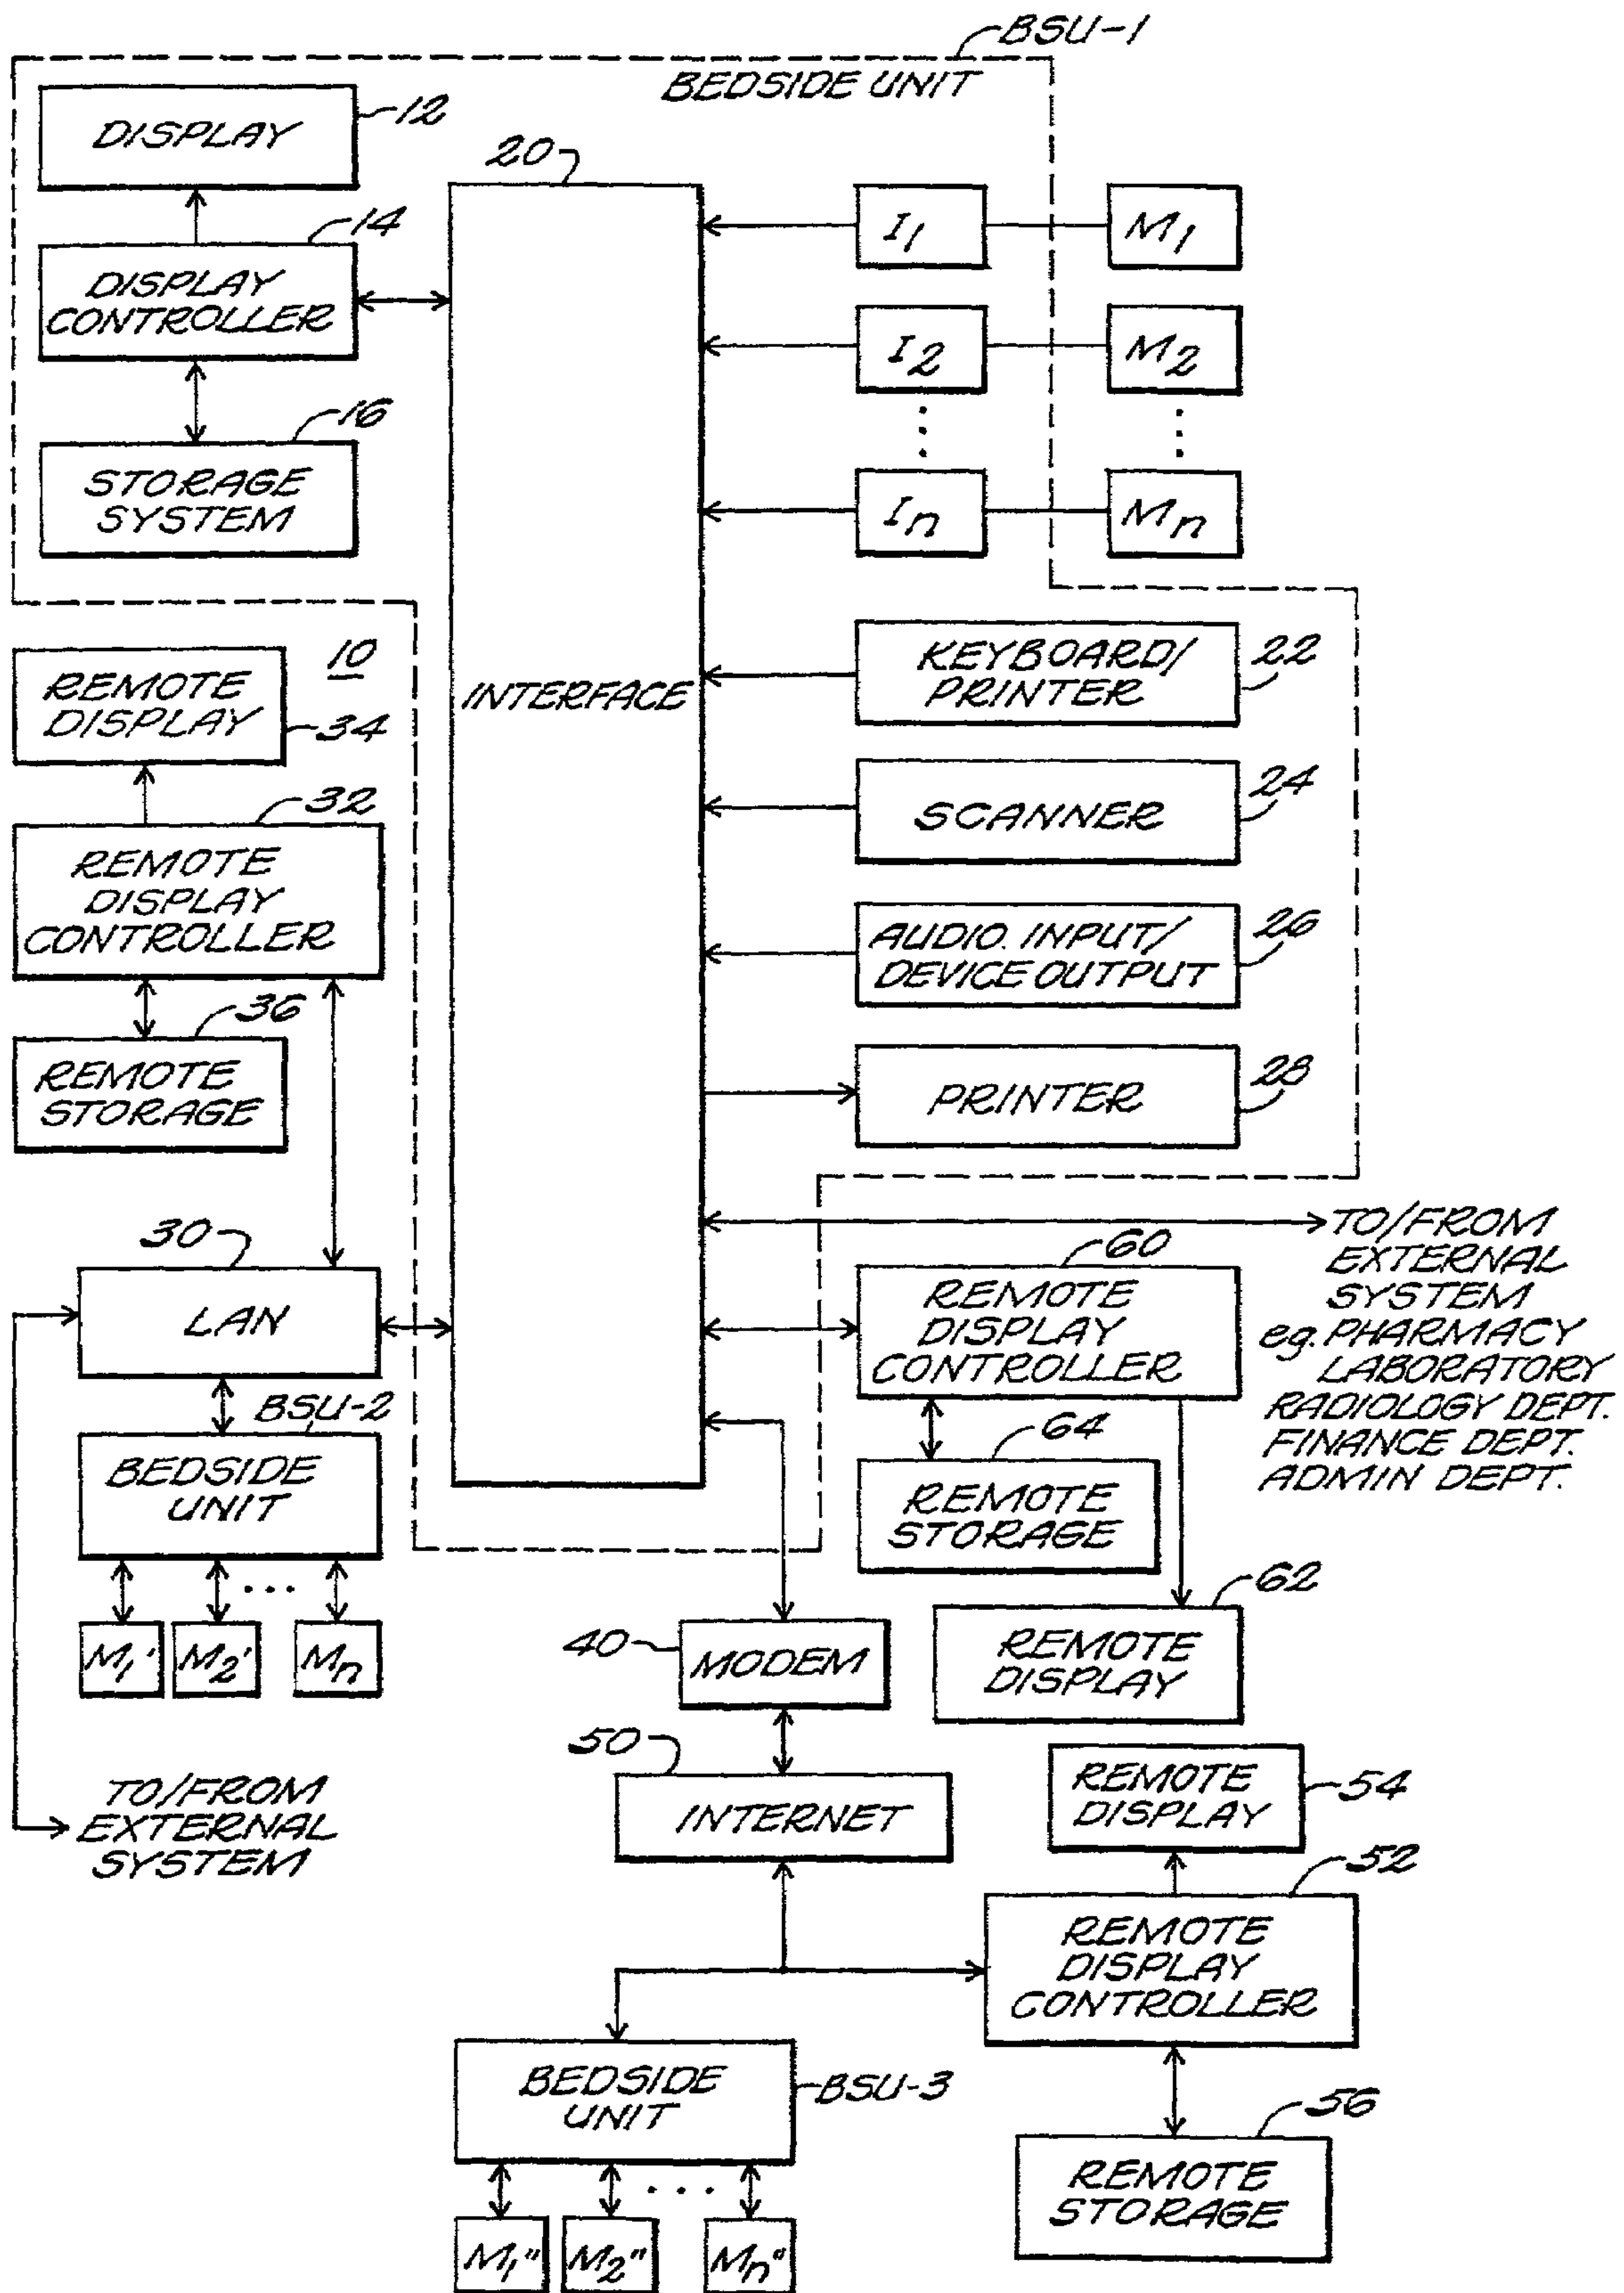 BSU-1
BEDSIDE UNIT
DISPLAY
12
14
DISPLAY
CONTROLLER
16
STORAGE
SYSTEM
20
INTERFACE
I1
M1
I2
M2
In
Mn
KEYBOARD/
PRINTER
22
SCANNER
24
AUDIO. INPUT/
DEVICE OUTPUT
26
PRINTER
28
10
REMOTE
DISPLAY
34
32
REMOTE
DISPLAY
CONTROLLER
36
REMOTE
STORAGE
30
LAN
BSU-2
BEDSIDE
UNIT
M1'
M2'
Mn
TO/FROM
EXTERNAL
SYSTEM
TO/FROM
EXTERNAL
SYSTEM
eg. PHARMACY
LABORATORY
RADIOLOGY DEPT.
FINANCE DEPT.
ADMIN DEPT.
60
REMOTE
DISPLAY
CONTROLLER
64
REMOTE
STORAGE
62
REMOTE
DISPLAY
40
MODEM
50
INTERNET
REMOTE
DISPLAY
54
52
REMOTE
DISPLAY
CONTROLLER
56
REMOTE
STORAGE
BEDSIDE
UNIT
BSU-3
M1"
M2"
Mn"